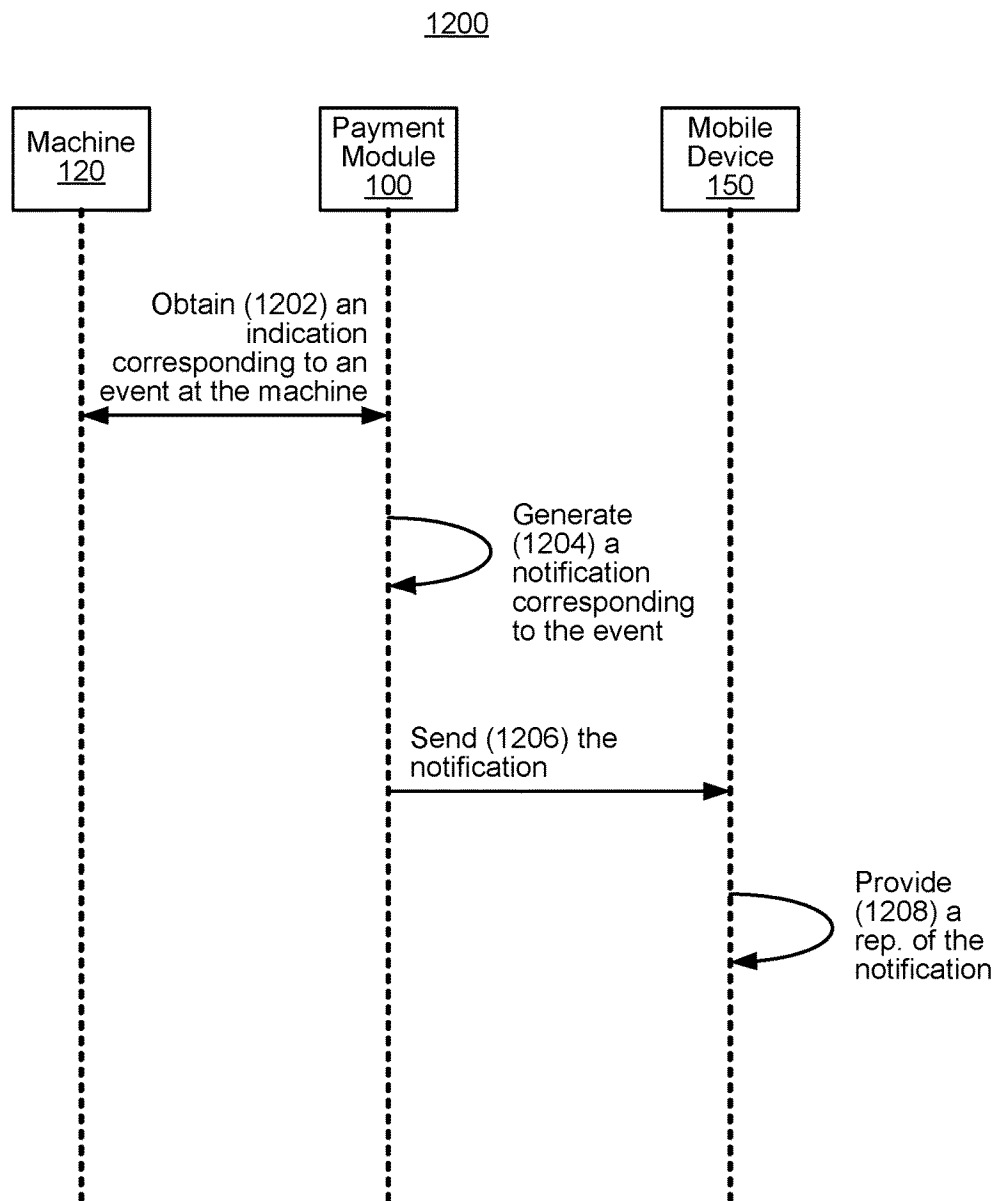 1200
Machine
120
Payment
Module
100
Mobile
Device
150
Obtain (1202) an
indication
corresponding to an
event at the machine
Generate
(1204) a
notification
corresponding
to the event
Send (1206) the
notification
Provide
(1208) a
rep. of the
notification